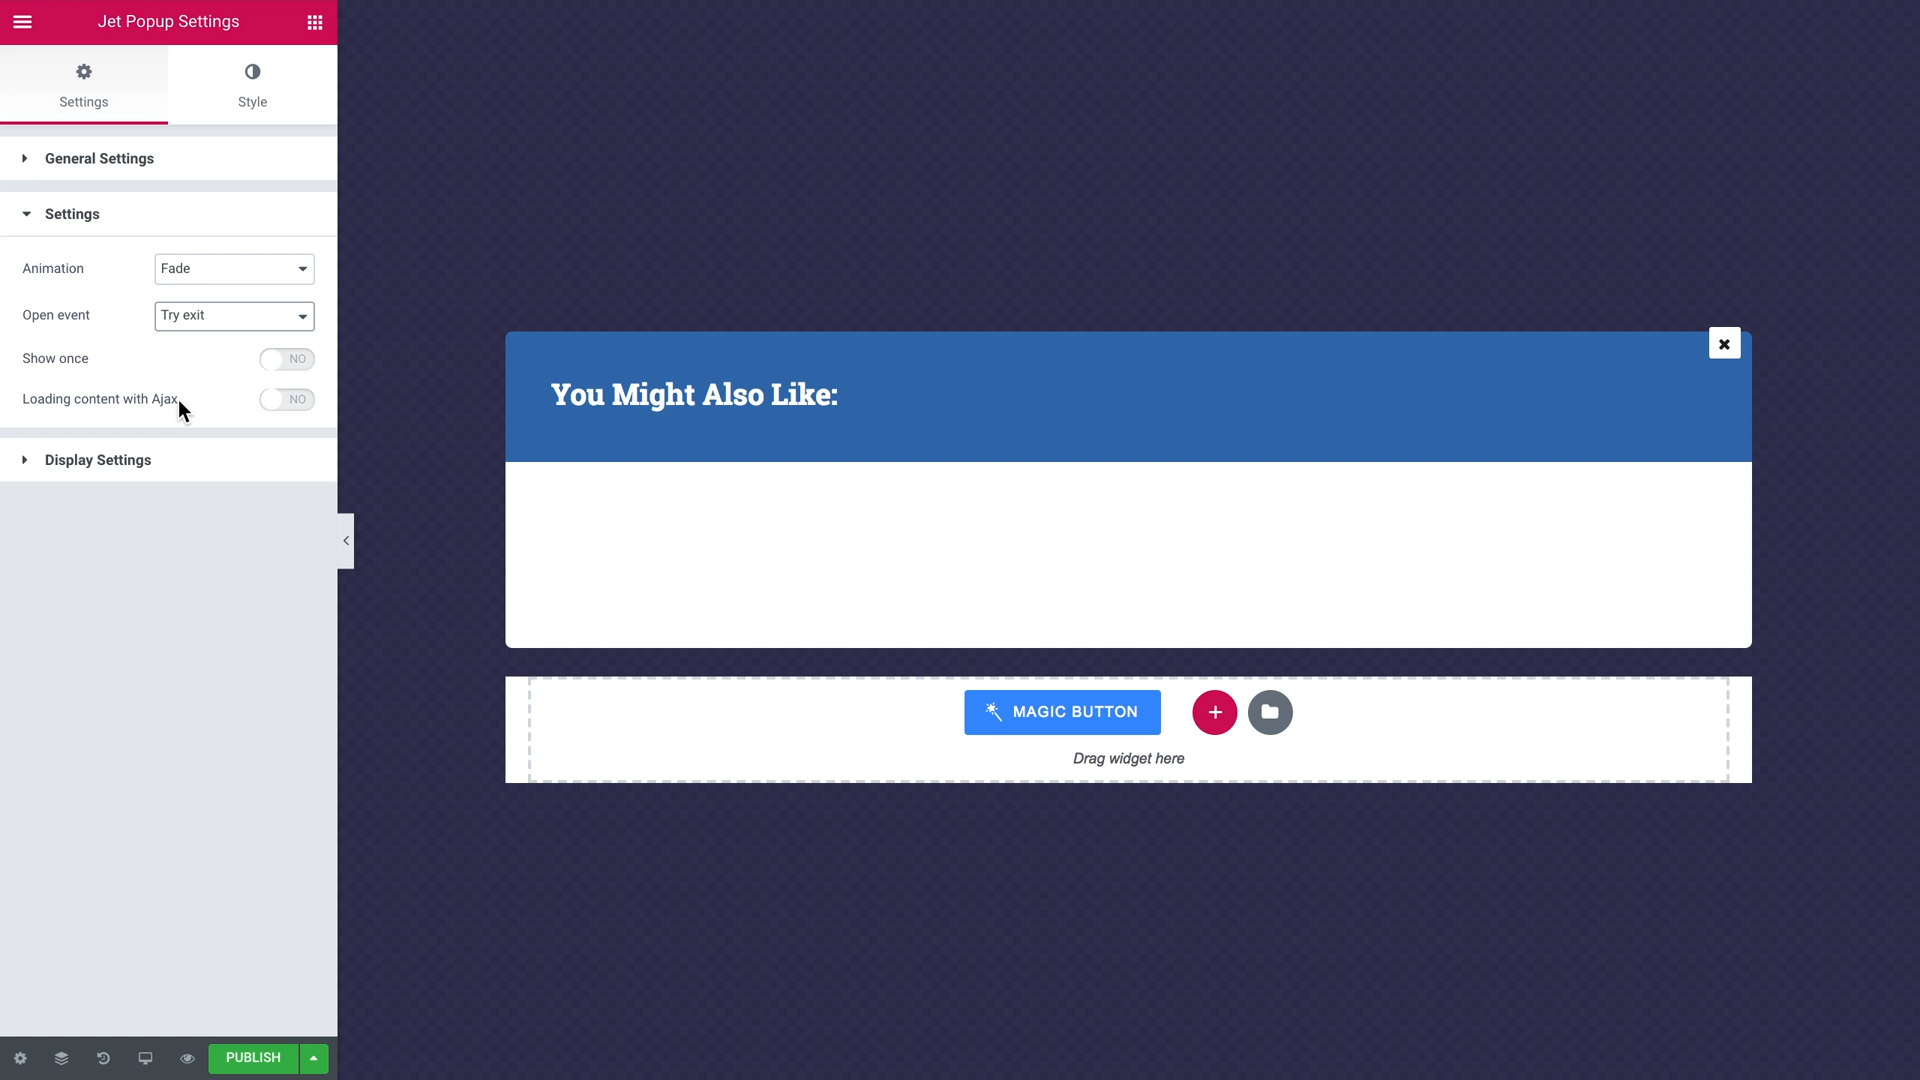 Jet Popup Settings
Settings
Style
General Settings
Settings
Animation
Fade
Open event
Try exit
Show once
NO
Loading content with Ajax
NO
Display Settings
PUBLISH
You Might Also Like:
MAGIC BUTTON
Drag widget here